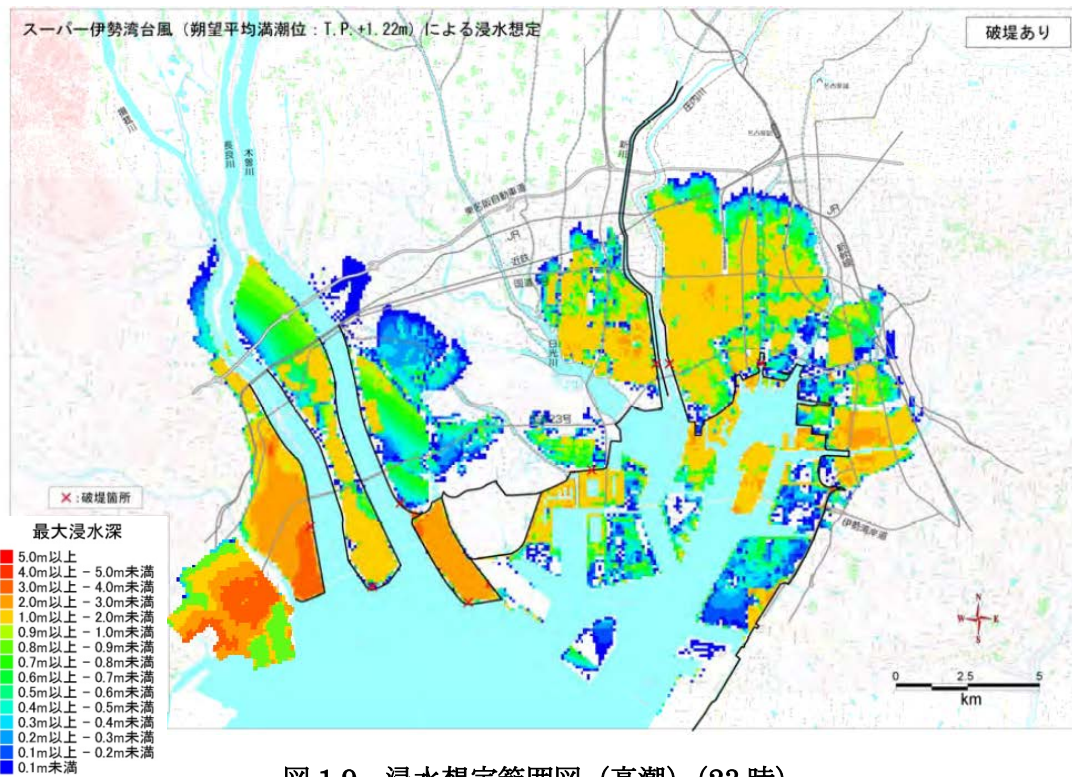 スーパー伊勢湾台風（朔望平均満潮位：T.P.+1.22m）による浸水想定
破堤あり
揖斐川
長良川
木曽川
庄内川
新川
東名阪自動車道
JR
近鉄
国道
日光川
23号
JR
伊勢湾岸道
×:破堤箇所
最大浸水深
5.0m以上
4.0m以上－5.0m未満
3.0m以上－4.0m未満
2.0m以上－3.0m未満
1.0m以上－2.0m未満
0.9m以上－1.0m未満
0.8m以上－0.9m未満
0.7m以上－0.8m未満
0.6m以上－0.7m未満
0.5m以上－0.6m未満
0.4m以上－0.5m未満
0.3m以上－0.4m未満
0.2m以上－0.3m未満
0.1m以上－0.2m未満
0.1m未満
N
W E
S
0 2.5 5
km
図 1.9 浸水想定範囲図（高潮）（23 時）